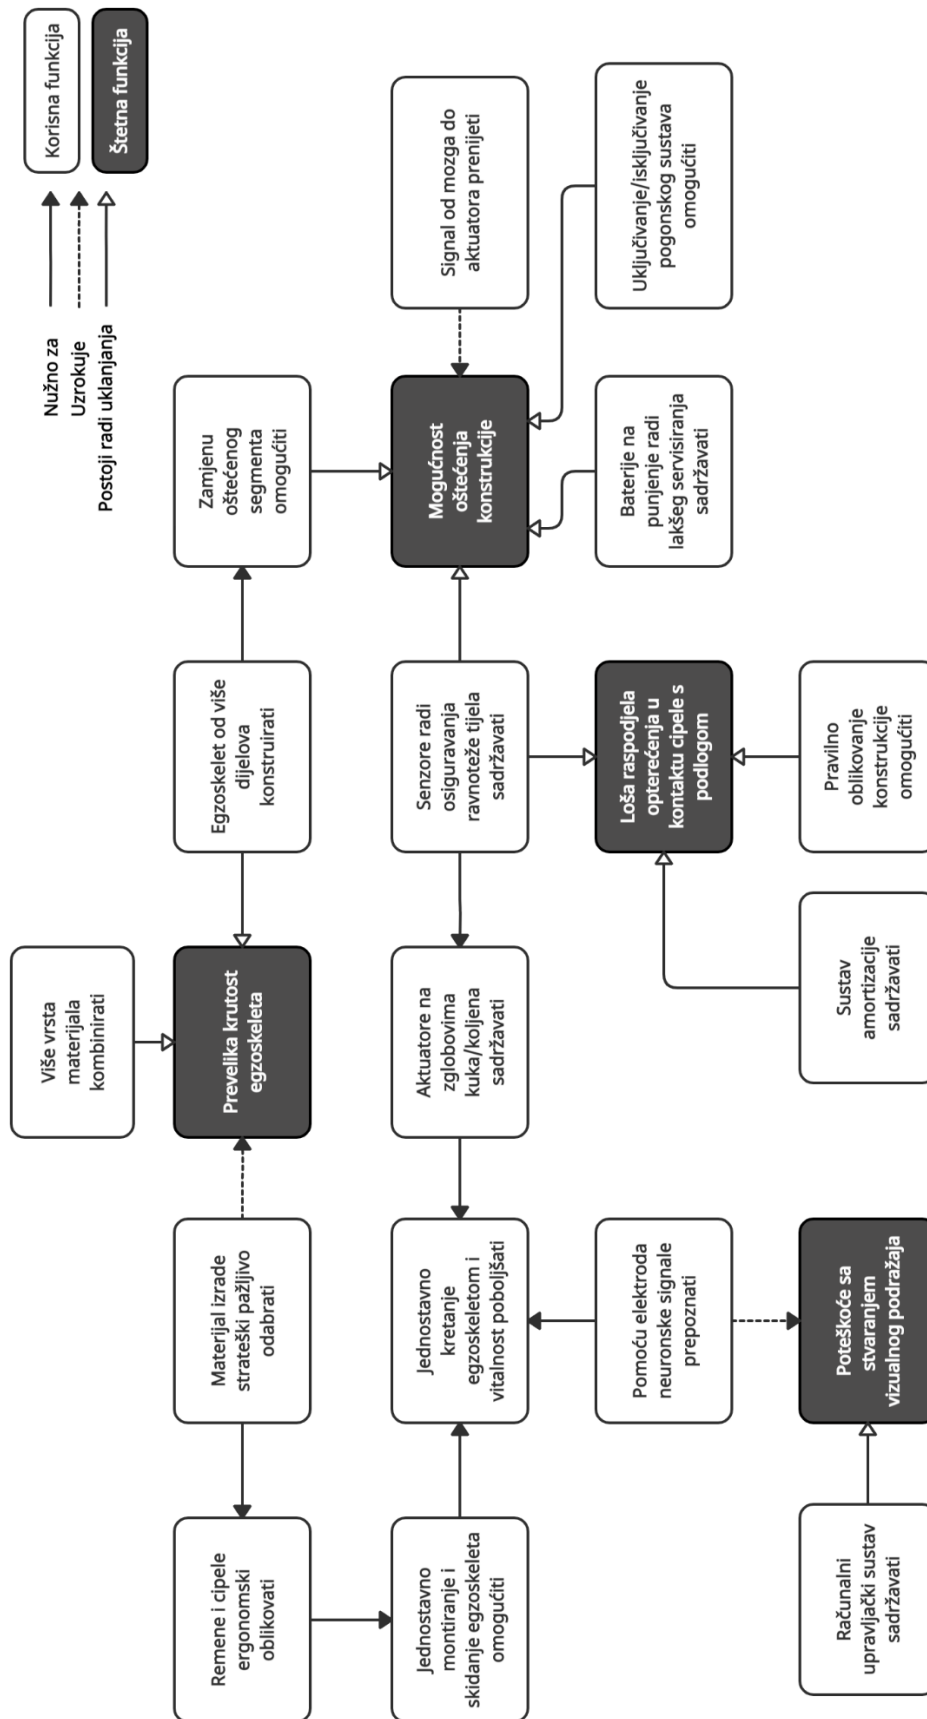 Korisna funkcija
Štetna funkcija
Nužno za
Uzrokuje
Postoji radi uklanjanja
Više vrsta
materijala
kombinirati
Remene i cipele
ergonomski
oblikovati
Materijal izrade
strateški pažljivo
odabrati
Prevelika krutost
egzoskeleta
Egzoskelet od više
dijelova
konstruirati
Zamjenu
oštećenog
segmenta
omogućiti
Jednostavno
montiranje i
skidanje egzoskeleta
omogućiti
Jednostavno
kretanje
egzoskeletom i
vitalnost poboljšati
Aktuatore na
zglobovima
kuka/koljena
sadržavati
Senzore radi
osiguravanja
ravnoteže tijela
sadržavati
Mogućnost
oštećenja
konstrukcije
Signal od mozga do
aktuatora prenijeti
Pomoću elektroda
neuronske signale
prepoznati
Loša raspodjela
opterećenja u
kontaktu cipele s
podlogom
Baterije na
punjenje radi
lakšeg servisiranja
sadržavati
Uključivanje/isključivanje
pogonskog sustava
omogućiti
Računalni
upravljački sustav
sadržavati
Poteškoće sa
stvaranjem
vizualnog podražaja
Sustav
amortizacije
sadržavati
Pravilno
oblikovanje
konstrukcije
omogućiti